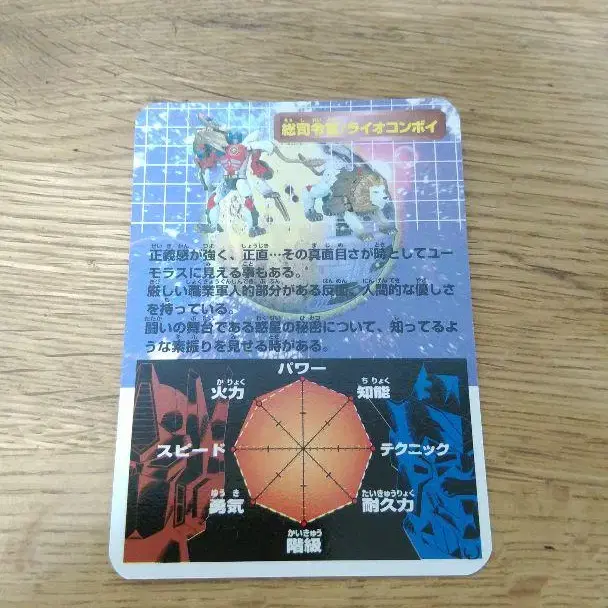 総司令官 ライオコンボイ
正義感が強く、正直…その真面目さが時としてユー
モラスに見える事もある。
厳しい職業軍人的部分がある反面、人間的な優しさ
を持っている。
闘いの舞台である惑星の秘密について、知ってるよ
うな素振りを見せる時がある。
パワー
火力
知能
スピード
テクニック
勇気
耐久力
階級